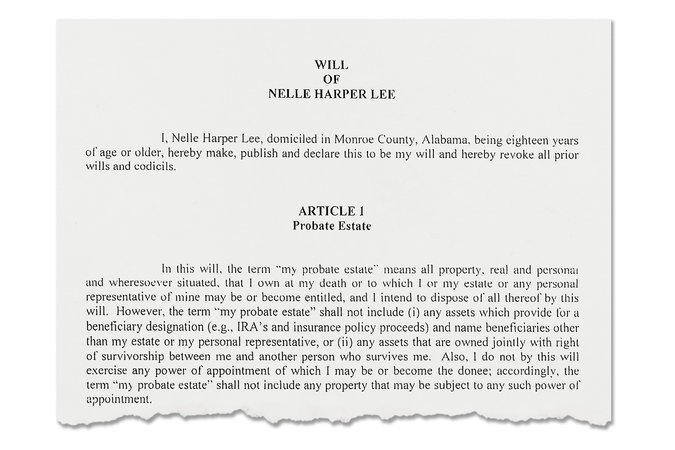 WILL
OF
NELLE HARPER LEE
I, Nelle Harper Lee, domiciled in Monroe County, Alabama, being eighteen years
of age or older, hereby make, publish and declare this to be my will and hereby revoke all prior
wills and codicils.
ARTICLE 1
Probate Estate
In this will, the term "my probate estate" means all property, real and personal
and wheresoever situated, that I own at my death or to which I or my estate or any personal
representative of mine may be or become entitled, and I intend to dispose of all thereof by this
will. However, the term "my probate estate" shall not include (i) any assets which provide for a
beneficiary designation (e.g., IRA's and insurance policy proceeds) and name beneficiaries other
than my estate or my personal representative, or (ii) any assets that are owned jointly with right
of survivorship between me and another person who survives me. Also, I do not by this will
exercise any power of appointment of which I may be or become the donee; accordingly, the
term "my probate estate" shall not include any property that may be subject to any such power of
appointment.